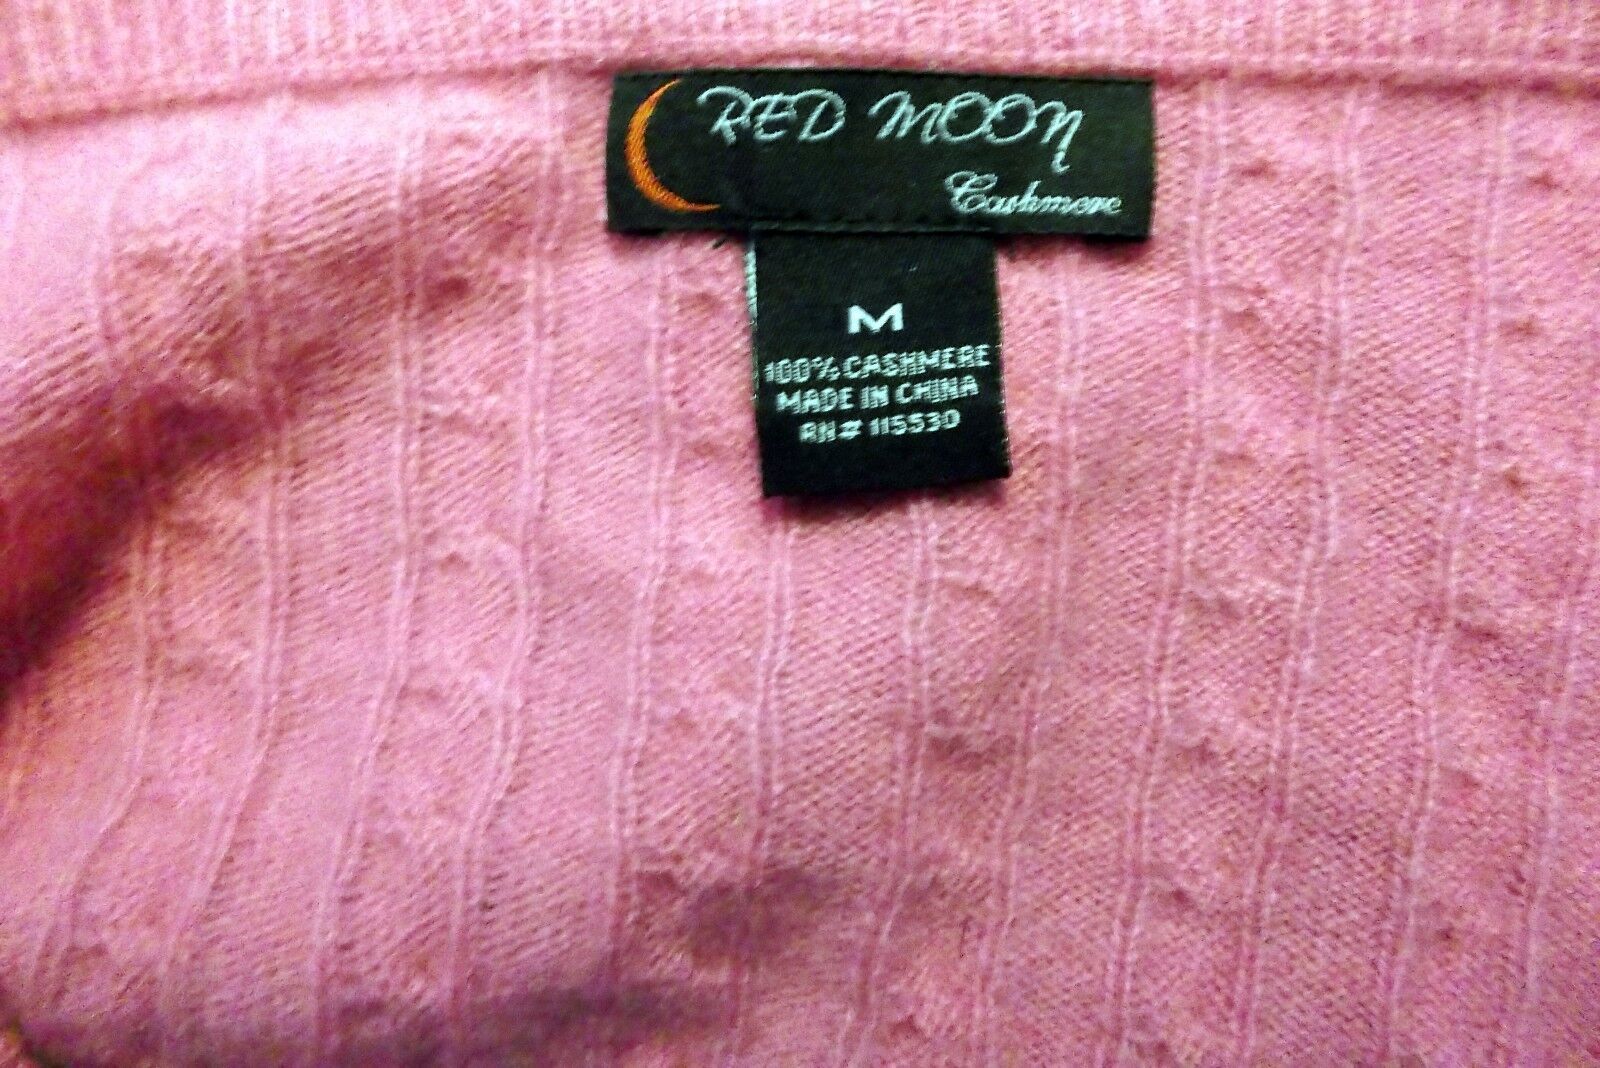 RED MOON
Cashmere
M
100% CASHMERE
MADE IN CHINA
RN# 115530